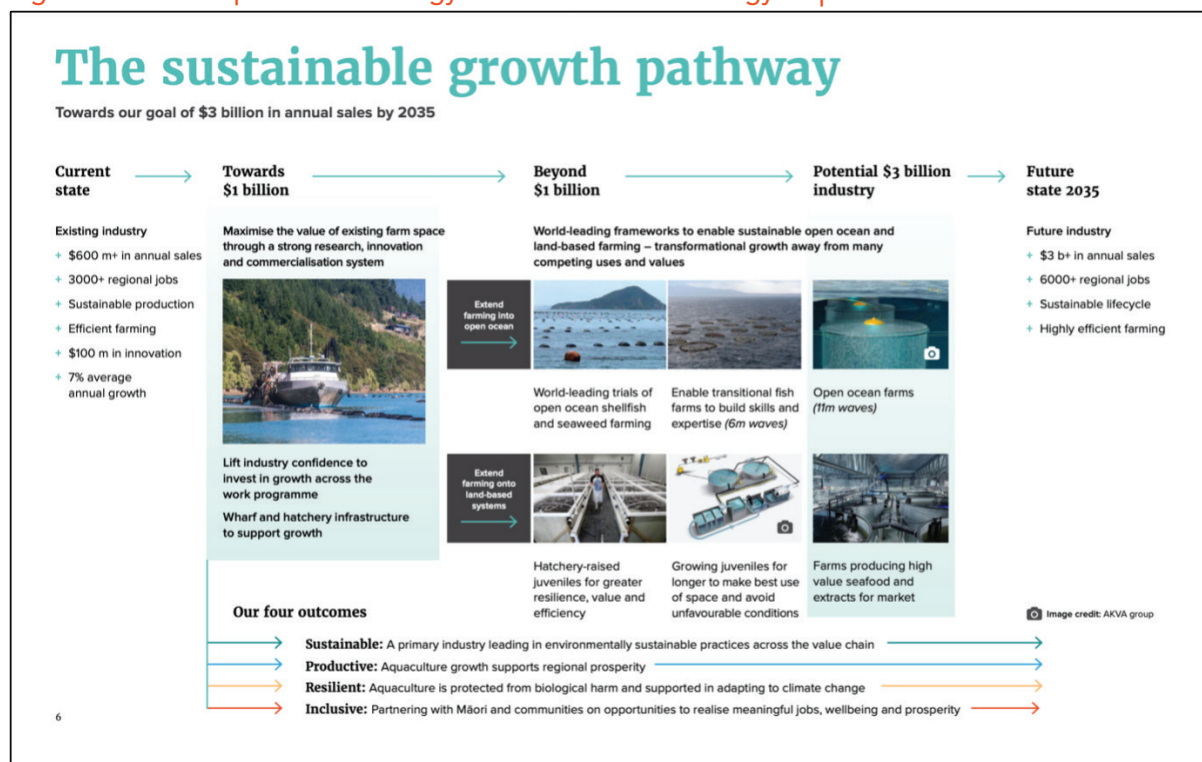 The sustainable growth pathway
Towards our goal of $3 billion in annual sales by 2035
Current
state
Towards
$1 billion
Beyond
$1 billion
Potential $3 billion
industry
Future
state 2035
Existing industry
+ $600 m+ in annual sales
+ 3000+ regional jobs
+ Sustainable production
+ Efficient farming
+ $100 m in innovation
+ 7% average
annual growth
Maximise the value of existing farm space
through a strong research, innovation
and commercialisation system
Lift industry confidence to
invest in growth across the
work programme
Wharf and hatchery infrastructure
to support growth
World-leading frameworks to enable sustainable open ocean and
land-based farming – transformational growth away from many
competing uses and values
Extend
farming into
open ocean
World-leading trials of
open ocean shellfish
and seaweed farming
Enable transitional fish
farms to build skills and
expertise (6m waves)
Open ocean farms
(11m waves)
Extend
farming onto
land-based
systems
Hatchery-raised
juveniles for greater
resilience, value and
efficiency
Growing juveniles for
longer to make best use
of space and avoid
unfavourable conditions
Farms producing high
value seafood and
extracts for market
Future industry
+ $3 b+ in annual sales
+ 6000+ regional jobs
+ Sustainable lifecycle
+ Highly efficient farming
Image credit: AKVA group
Our four outcomes
Sustainable: A primary industry leading in environmentally sustainable practices across the value chain
Productive: Aquaculture growth supports regional prosperity
Resilient: Aquaculture is protected from biological harm and supported in adapting to climate change
Inclusive: Partnering with Māori and communities on opportunities to realise meaningful jobs, wellbeing and prosperity
6